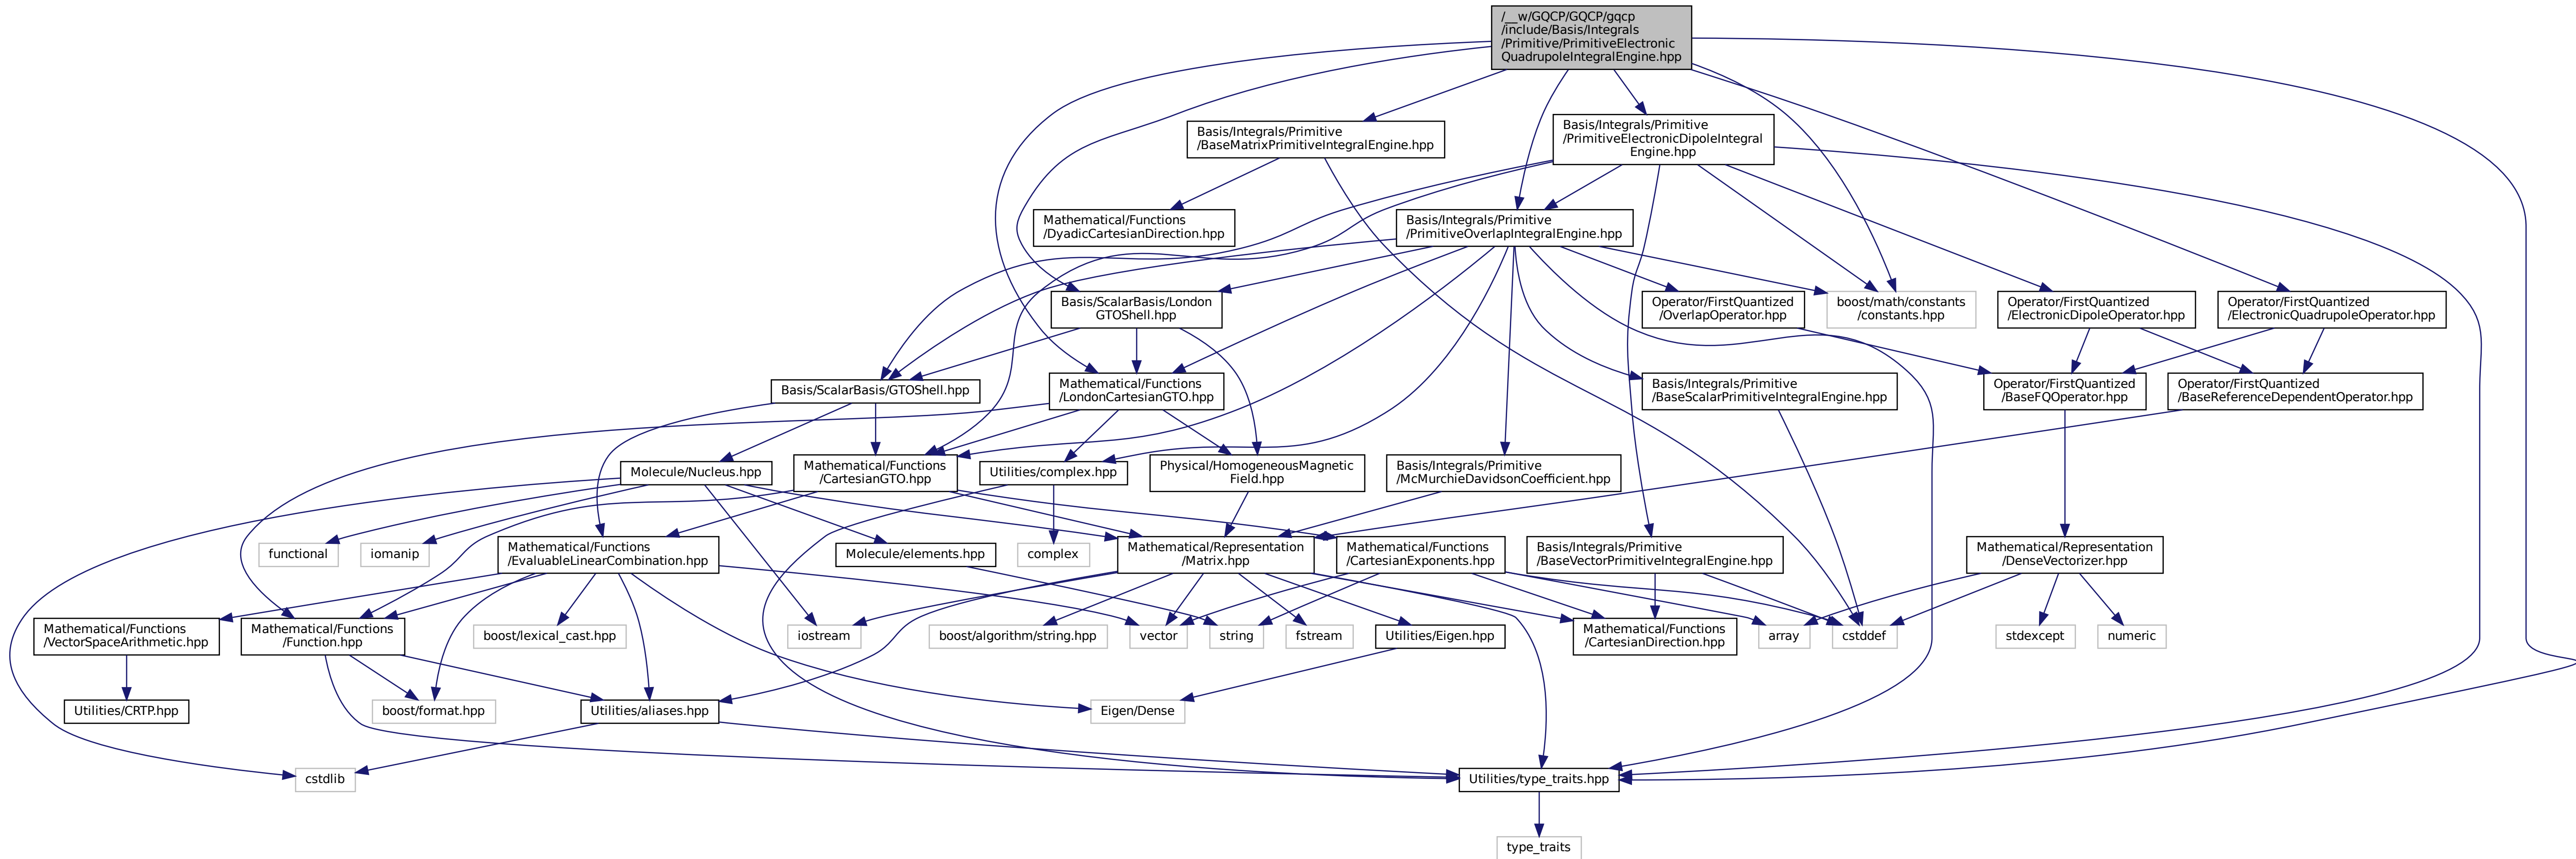 /__w/GQCP/GQCP/gqcp
/include/Basis/Integrals
/Primitive/PrimitiveElectronic
QuadrupoleIntegralEngine.hpp
Basis/Integrals/Primitive
/BaseMatrixPrimitiveIntegralEngine.hpp
Basis/Integrals/Primitive
/PrimitiveElectronicDipoleIntegral
Engine.hpp
Mathematical/Functions
/DyadicCartesianDirection.hpp
Basis/Integrals/Primitive
/PrimitiveOverlapIntegralEngine.hpp
Basis/ScalarBasis/London
GTOShell.hpp
Operator/FirstQuantized
/OverlapOperator.hpp
boost/math/constants
/constants.hpp
Operator/FirstQuantized
/ElectronicDipoleOperator.hpp
Operator/FirstQuantized
/ElectronicQuadrupoleOperator.hpp
Basis/ScalarBasis/GTOShell.hpp
Mathematical/Functions
/LondonCartesianGTO.hpp
Basis/Integrals/Primitive
/BaseScalarPrimitiveIntegralEngine.hpp
Operator/FirstQuantized
/BaseFQOperator.hpp
Operator/FirstQuantized
/BaseReferenceDependentOperator.hpp
Molecule/Nucleus.hpp
Mathematical/Functions
/CartesianGTO.hpp
Utilities/complex.hpp
Physical/HomogeneousMagnetic
Field.hpp
Basis/Integrals/Primitive
/McMurchieDavidsonCoefficient.hpp
functional
iomanip
Mathematical/Functions
/EvaluableLinearCombination.hpp
Molecule/elements.hpp
complex
Mathematical/Representation
/Matrix.hpp
Mathematical/Functions
/CartesianExponents.hpp
Basis/Integrals/Primitive
/BaseVectorPrimitiveIntegralEngine.hpp
Mathematical/Representation
/DenseVectorizer.hpp
Mathematical/Functions
/VectorSpaceArithmetic.hpp
Mathematical/Functions
/Function.hpp
boost/lexical_cast.hpp
iostream
boost/algorithm/string.hpp
vector
string
fstream
Utilities/Eigen.hpp
Mathematical/Functions
/CartesianDirection.hpp
array
cstddef
stdexcept
numeric
Utilities/CRTP.hpp
boost/format.hpp
Utilities/aliases.hpp
Eigen/Dense
cstdlib
Utilities/type_traits.hpp
type_traits